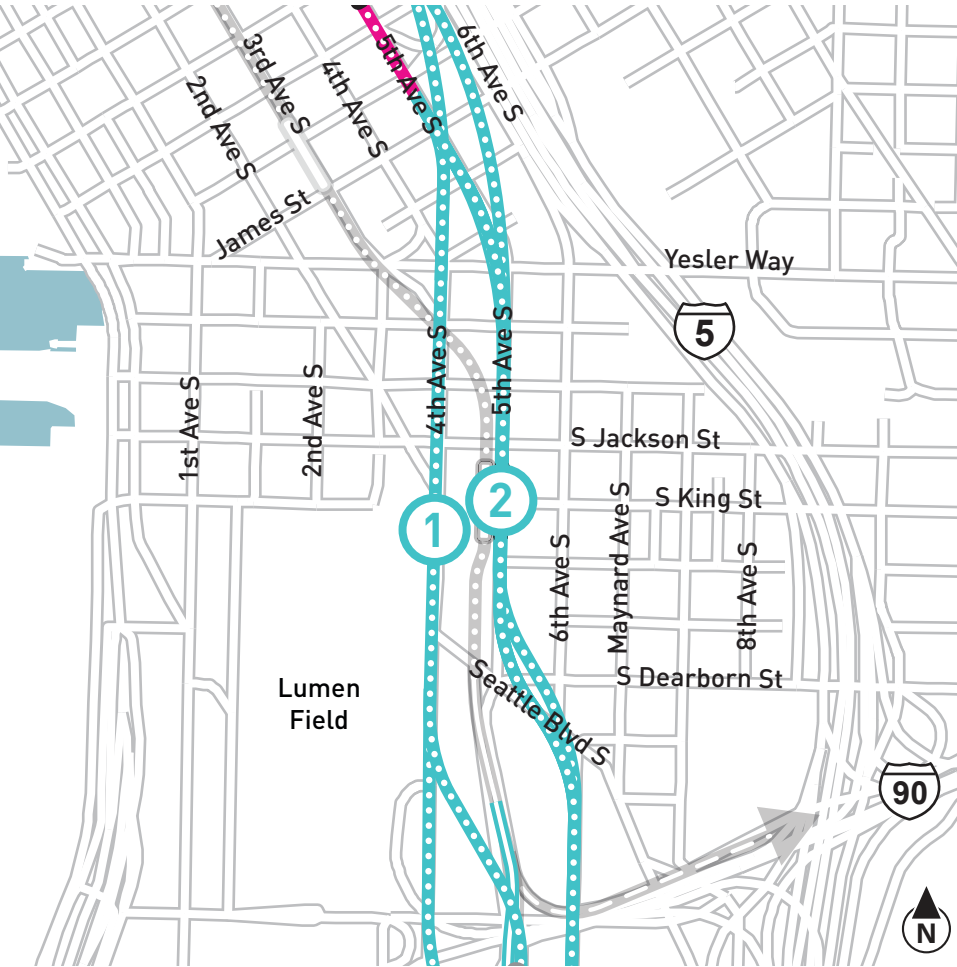 6th Ave S
5th Ave S
3rd Ave S
4th Ave S
2nd Ave S
James St
Yesler Way
5
4th Ave S
5th Ave S
1st Ave S
2nd Ave S
S Jackson St
1
2
S King St
6th Ave S
Maynard Ave S
8th Ave S
Seattle Blvd S
S Dearborn St
Lumen
Field
90
N